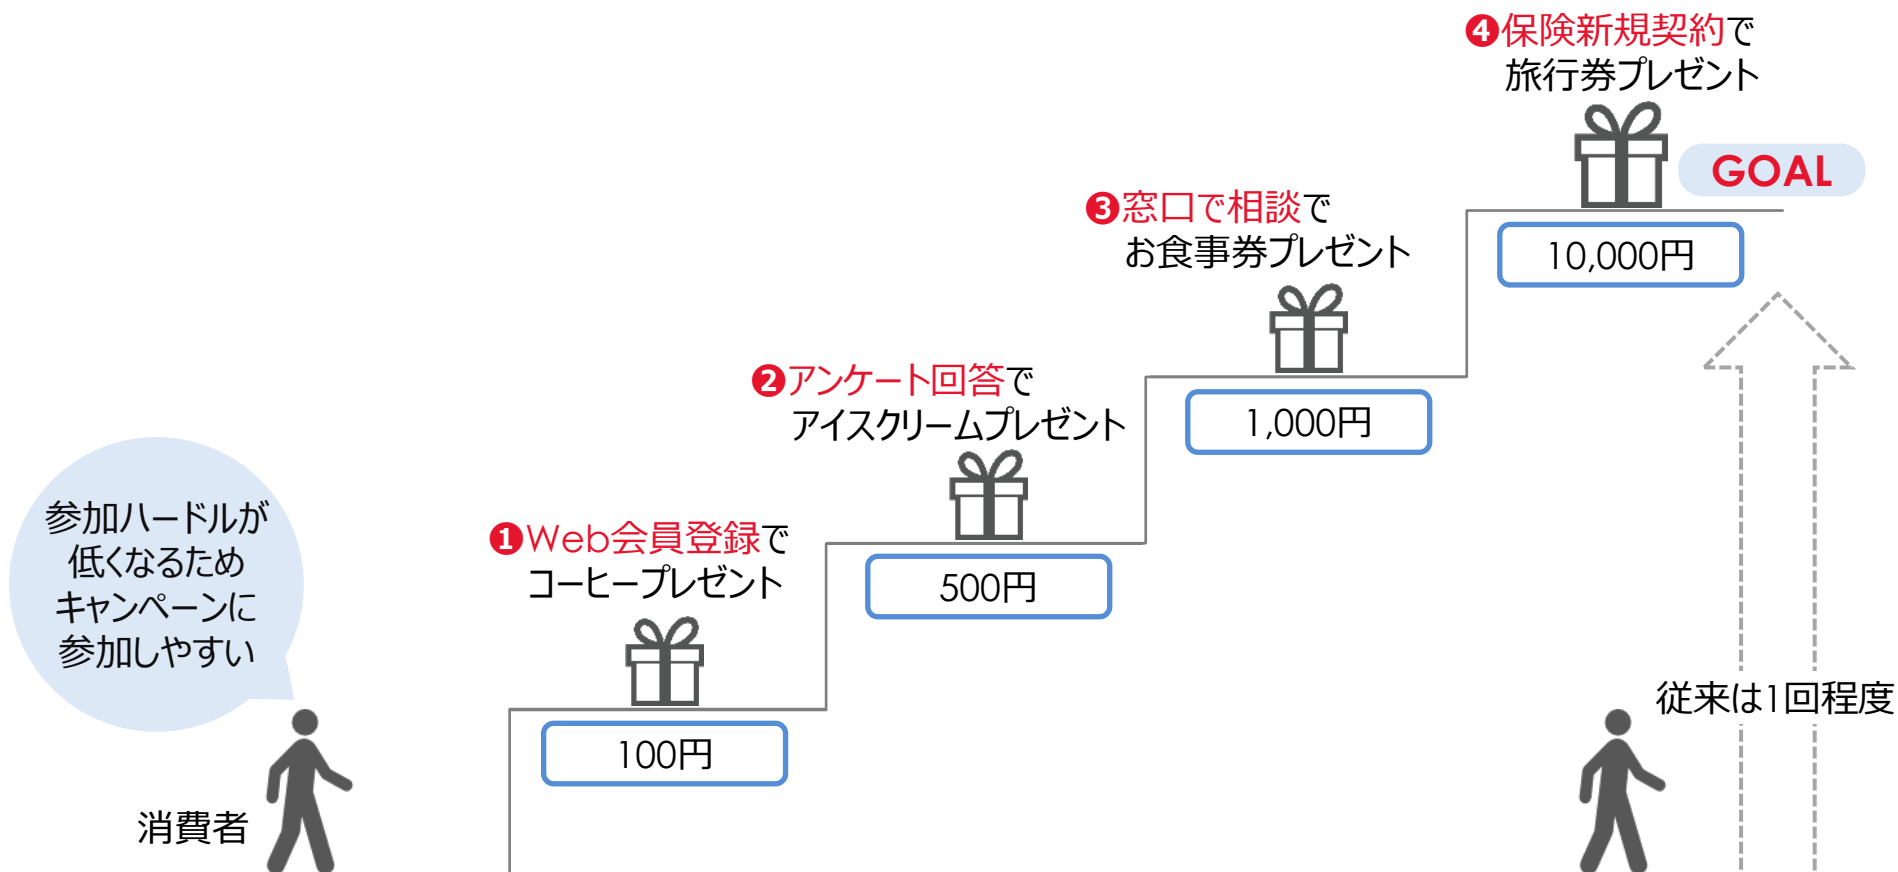 ❹保険新規契約で
旅行券プレゼント
GOAL
10,000円
❸窓口で相談で
お食事券プレゼント
1,000円
❷アンケート回答で
アイスクリームプレゼント
500円
❶Web会員登録で
コーヒープレゼント
100円
参加ハードルが
低くなるため
キャンペーンに
参加しやすい
消費者
従来は1回程度